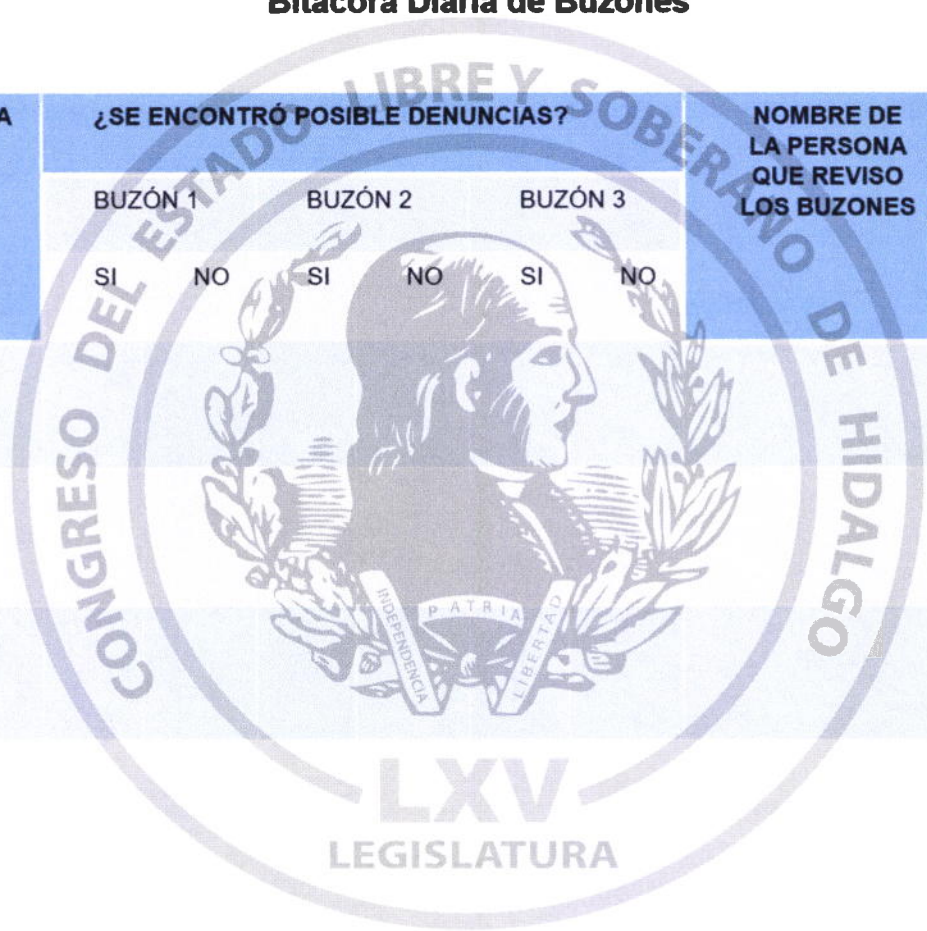 Bitácora Diaria de Buzones
A
¿SE ENCONTRÓ POSIBLE DENUNCIAS?
NOMBRE DE
LA PERSONA
QUE REVISO
LOS BUZONES
BUZÓN 1 BUZÓN 2 BUZÓN 3
SI NO SI NO SI NO
CONGRESO DEL ESTADO LIBRE Y SOBERANO DE HIDALGO
INDEPENDENCIA
PATRIA
LIBERTAD
LXV
LEGISLATURA